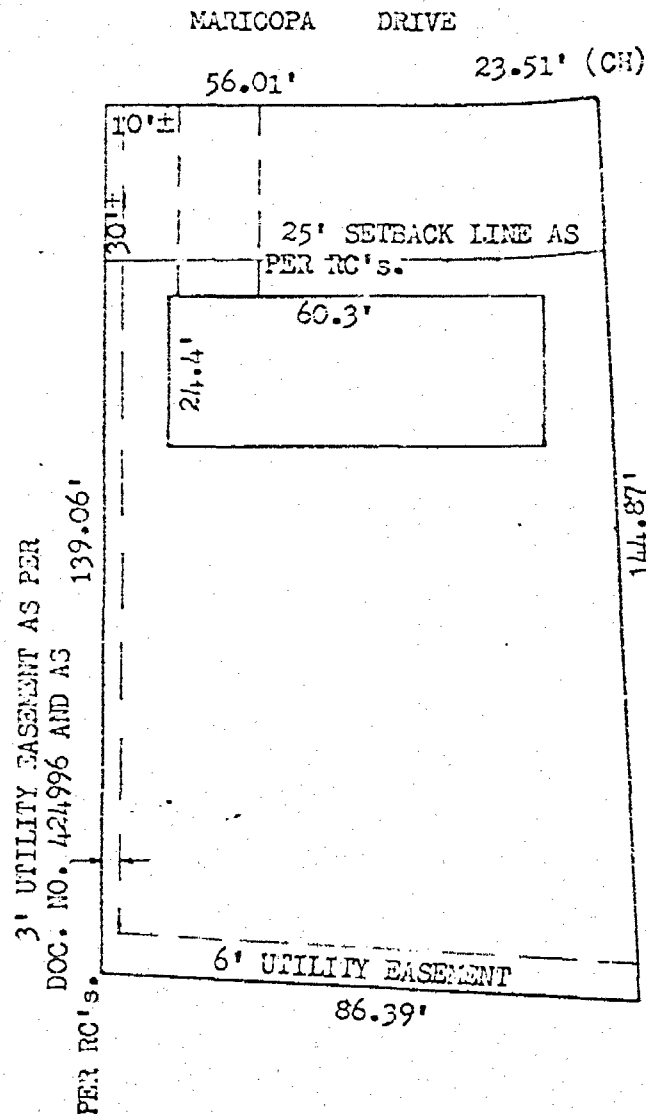 MARICOPA DRIVE
23.51' (CH)
56.01'
10'±
30'±
25' SETBACK LINE AS
PER RC's.
60.3'
24.4'
139.06'
144.87'
3' UTILITY EASEMENT AS PER
DOC. NO. 424996 AND AS
PER RC's.
6' UTILITY EASEMENT
86.39'